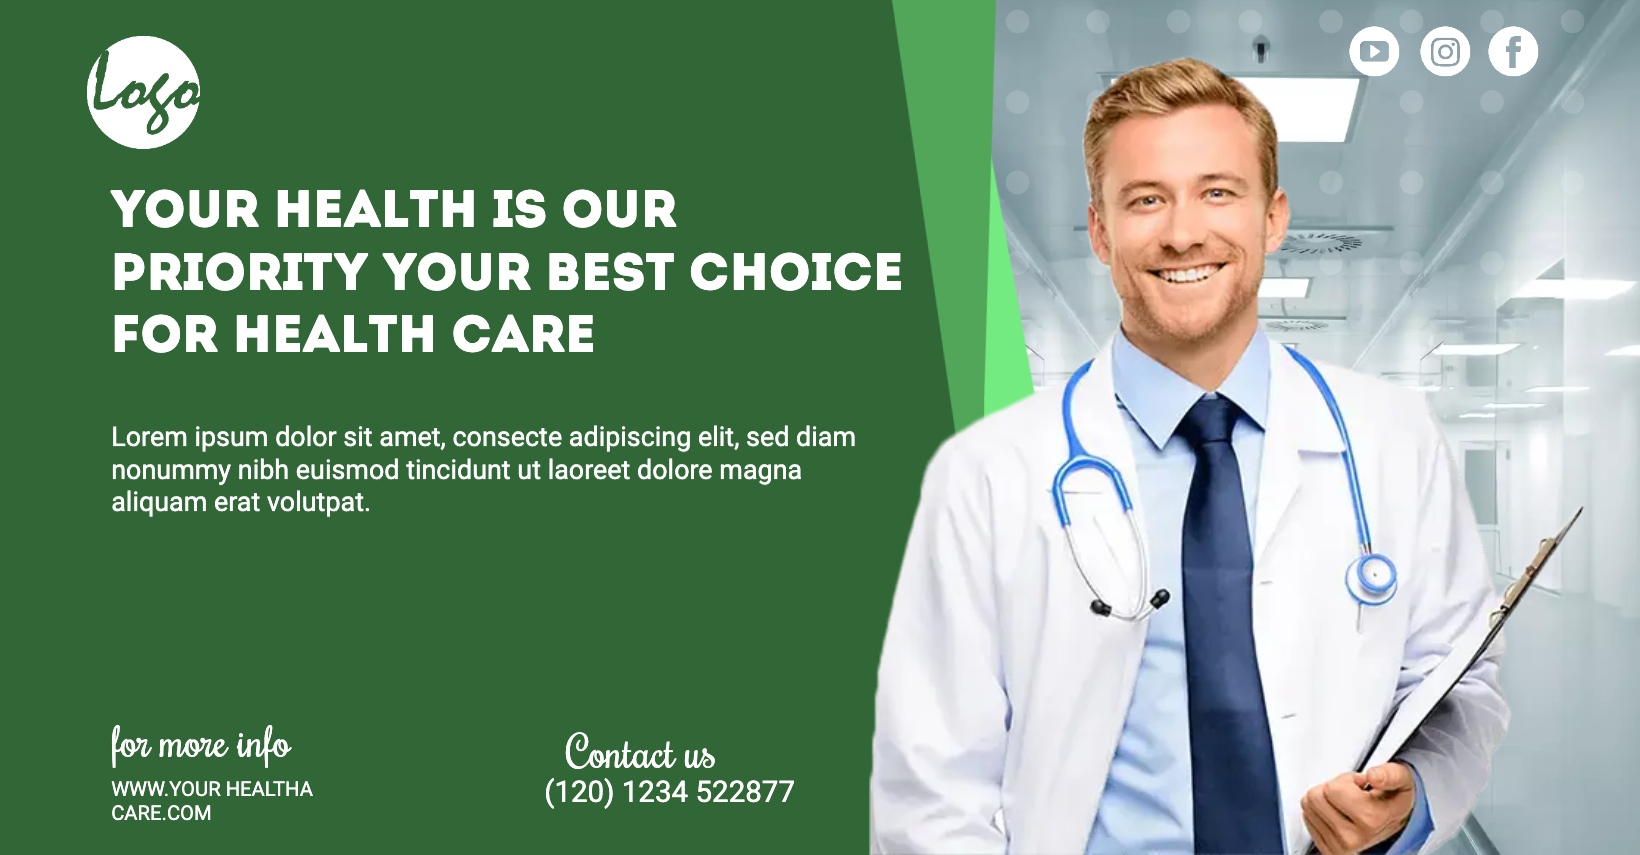 Logo
YOUR HEALTH IS OUR
PRIORITY YOUR BEST CHOICE
FOR HEALTH CARE
Lorem ipsum dolor sit amet, consecte adipiscing elit, sed diam
nonummy nibh euismod tincidunt ut laoreet dolore magna
aliquam erat volutpat.
for more info
WWW.YOUR HEALTHA
CARE.COM
Contact us
(120) 1234 522877